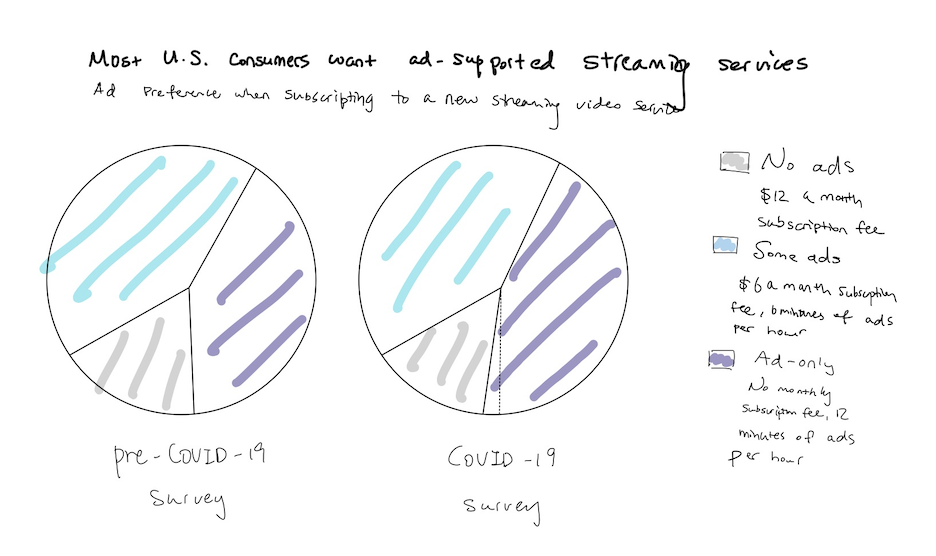 Most U.S. Consumers want ad-supported streaming services
Ad Preference when subscripting to a new streaming video service
No ads
$12 a month
subscription fee
Some ads
$6 a month subscription
fee, 6 minutes of ads
per hour
Ad-only
No monthly
subscription fee, 12
minutes of ads
per hour
pre-COVID-19
Survey
COVID-19
Survey